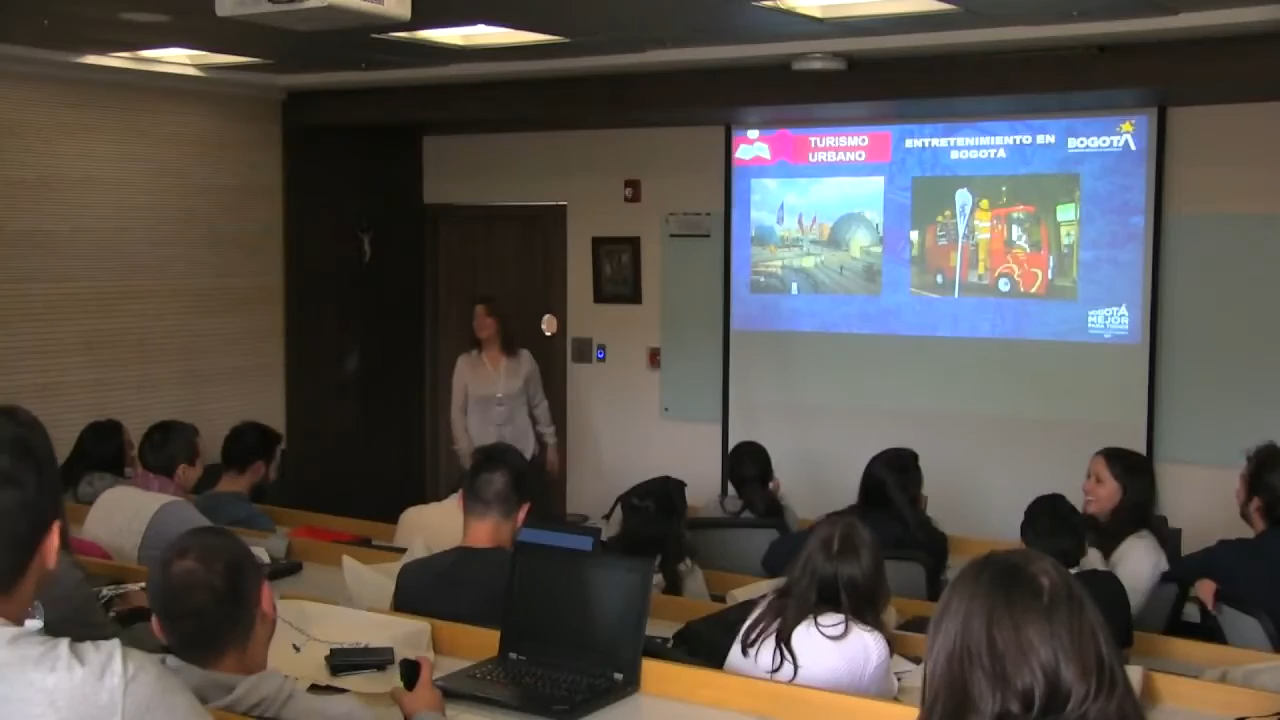 TURISMO
URBANO
ENTRETENIMIENTO EN
BOGOTÁ
BOGOTÁ
BOGOTÁ
MEJOR
PARA TODOS